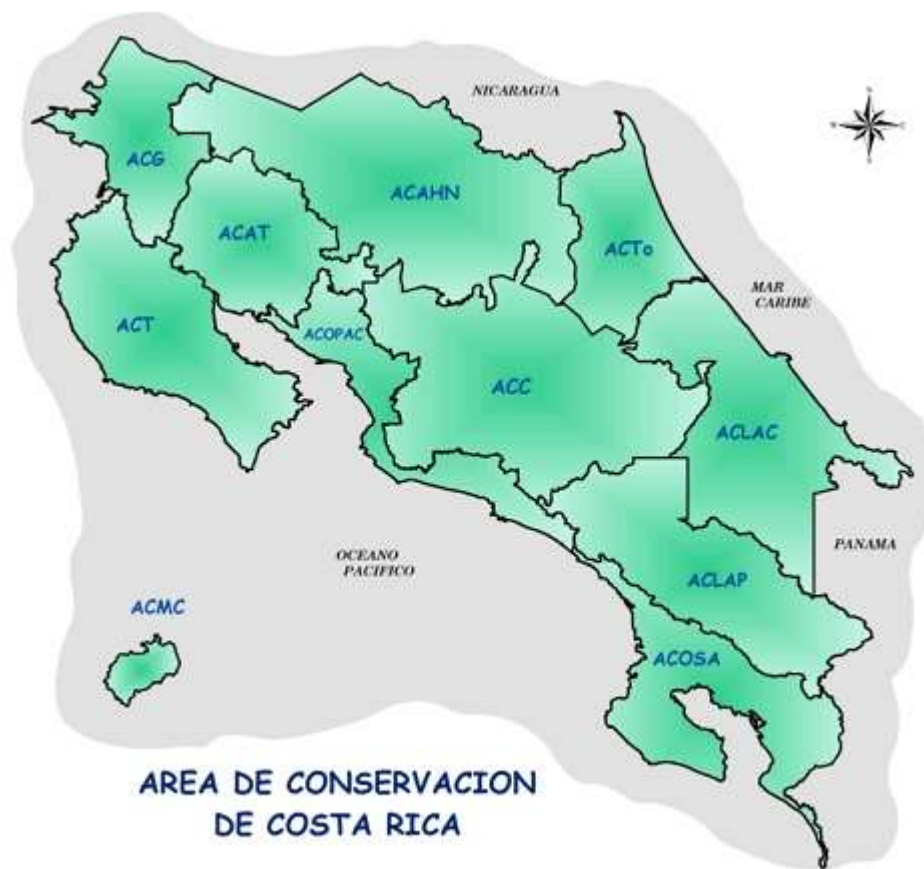 NICARAGUA
ACG
ACAHN
ACAT
ACTo
MAR
CARIBE
ACT
ACOPAC
ACC
ACLAC
OCEANO
PACIFICO
PANAMA
ACLAP
ACMC
ACOSA
AREA DE CONSERVACION
DE COSTA RICA